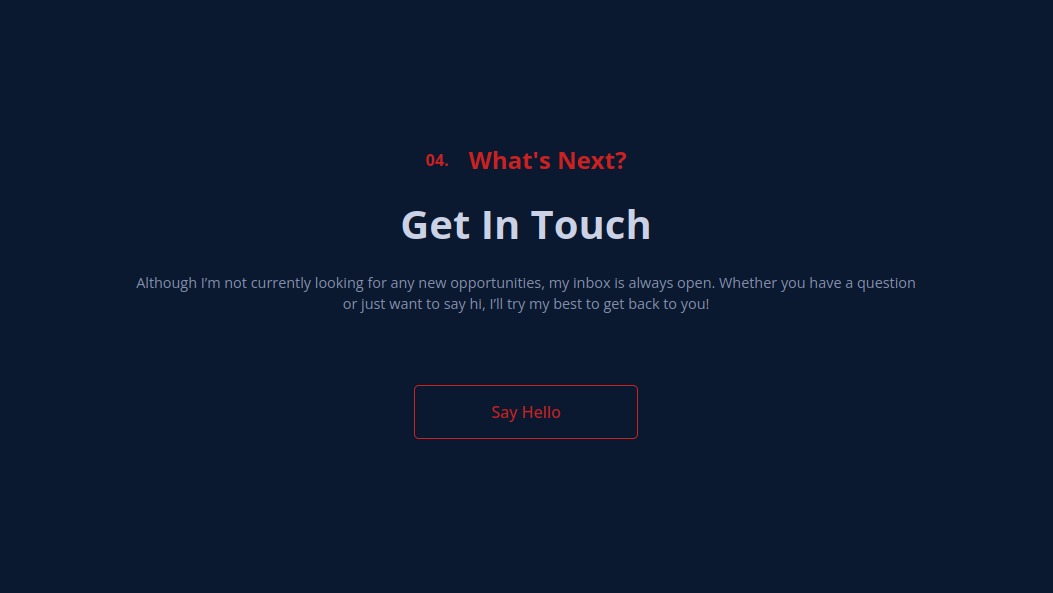 04. What's Next?
Get In Touch
Although I’m not currently looking for any new opportunities, my inbox is always open. Whether you have a question
or just want to say hi, I’ll try my best to get back to you!
Say Hello